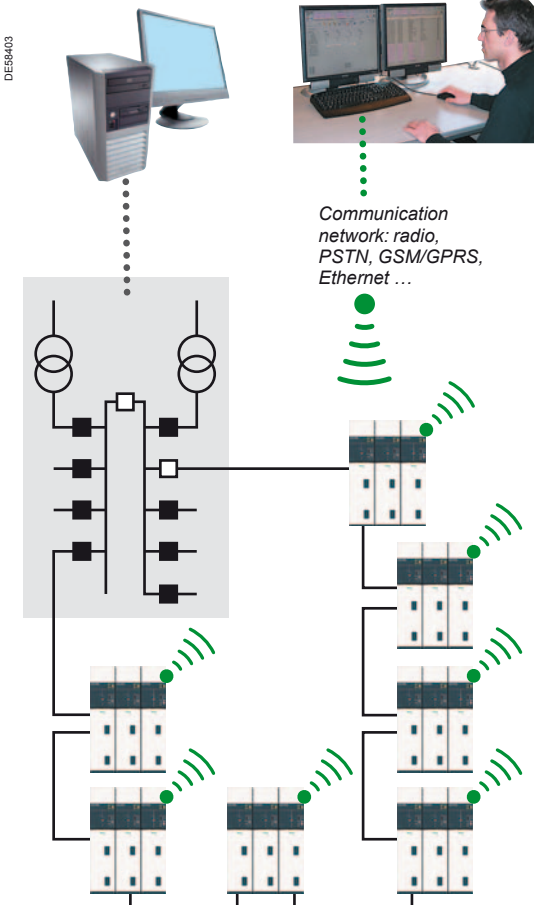 DE58403
Communication
network: radio,
PSTN, GSM/GPRS,
Ethernet …